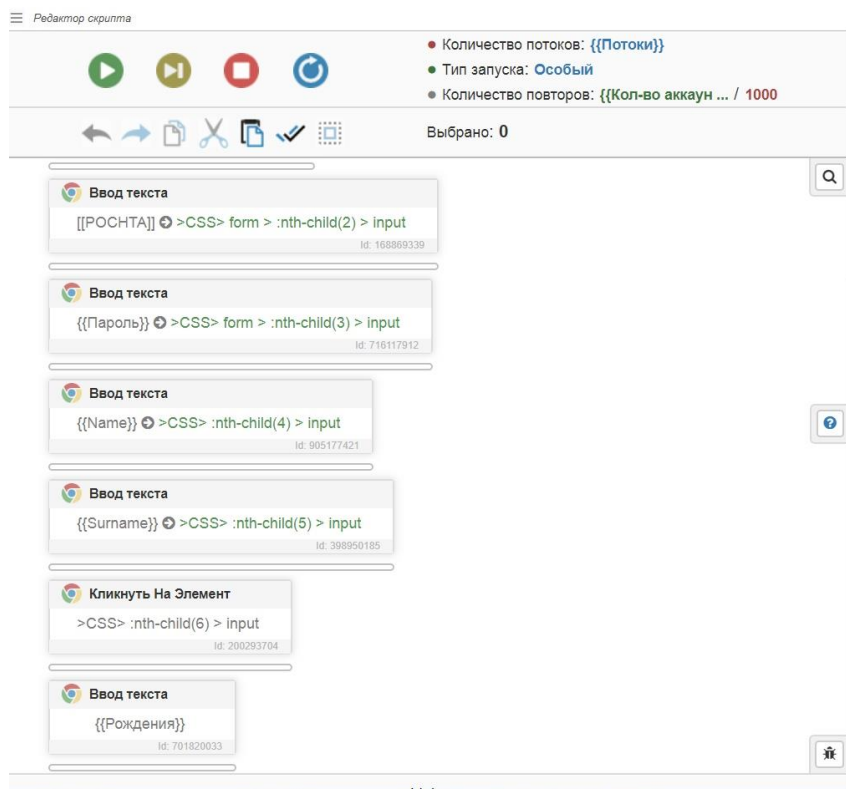 Редактор скрипта
Количество потоков: {{Потоки}}
Тип запуска: Особый
Количество повторов: {{Кол-во аккаун ... / 1000
Выбрано: 0
Ввод текста
[[POCHTA]] >CSS> form > :nth-child(2) > input
Id: 168869339
Ввод текста
{{Пароль}} >CSS> form > :nth-child(3) > input
Id: 716117912
Ввод текста
{{Name}} >CSS> :nth-child(4) > input
Id: 905177421
Ввод текста
{{Surname}} >CSS> :nth-child(5) > input
Id: 398950185
Кликнуть На Элемент
>CSS> :nth-child(6) > input
Id: 200293704
Ввод текста
{{Рождения}}
Id: 701820033